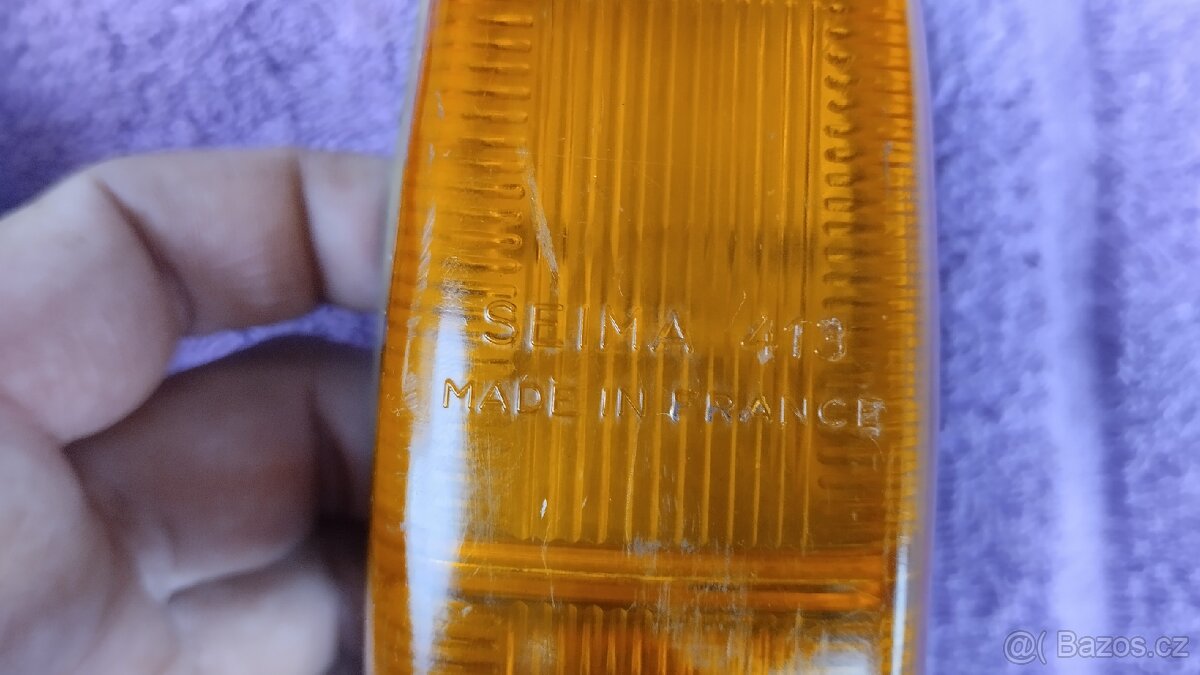 SEIMA 413
MADE IN FRANCE
@( Bazos.cz